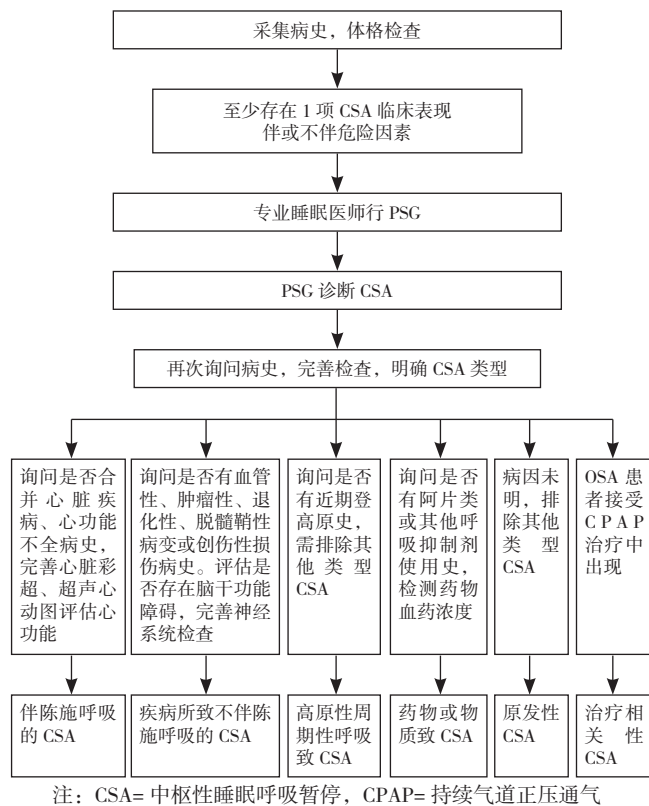 采集病史，体格检查
至少存在 1 项 CSA 临床表现
伴或不伴危险因素
专业睡眠医师行 PSG
PSG 诊断 CSA
再次询问病史，完善检查，明确 CSA 类型
询问是否合
并心脏疾
病、心功能
不全病史，
完善心脏彩
超、超声心
动图评估心
功能
询问是否有血管
性、肿瘤性、退
化性、脱髓鞘性
病变或创伤性损
伤病史。评估是
否存在脑干功能
障碍，完善神经
系统检查
询问是否
有近期登
高原史，
需排除其
他类型
CSA
询问是否
有阿片类
或其他呼
吸抑制剂
使用史，
检测药物
血药浓度
病因未
明，排
除其他
类型
CSA
OSA 患
者接受
CPAP
治疗中
出现
伴陈施呼吸
的 CSA
疾病所致不伴陈
施呼吸的 CSA
高原性周
期性呼吸
致 CSA
药物或物
质致 CSA
原发性
CSA
治疗相
关性
CSA
注：CSA= 中枢性睡眠呼吸暂停，CPAP= 持续气道正压通气